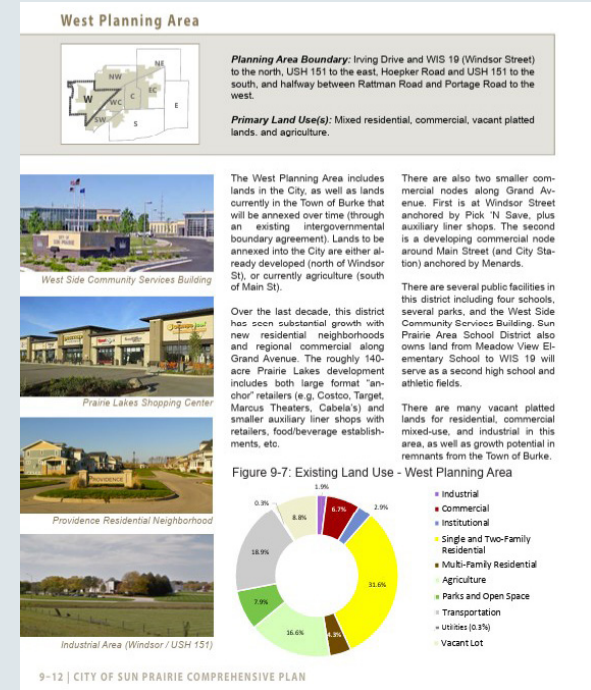 West Planning Area
NW
NE
W
WC
C
EC
E
SW
S
Planning Area Boundary: Irving Drive and WIS 19 (Windsor Street)
to the north, USH 151 to the east, Hoepker Road and USH 151 to the
south, and halfway between Rattman Road and Portage Road to the
west.
Primary Land Use(s): Mixed residential, commercial, vacant platted
lands. and agriculture.
West Side Community Services Building
Prairie Lakes Shopping Center
PROVIDENCE
Providence Residential Neighborhood
Industrial Area (Windsor / USH 151)
The West Planning Area includes
lands in the City, as well as lands
currently in the Town of Burke that
will be annexed over time (through
an existing intergovernmental
boundary agreement). Lands to be
annexed into the City are either al-
ready developed (north of Windsor
St), or currently agriculture (south
of Main St).
Over the last decade, this district
has seen substantial growth with
new residential neighborhoods
and regional commercial along
Grand Avenue. The roughly 140-
acre Prairie Lakes development
includes both large format "an-
chor" retailers (e.g, Costco, Target,
Marcus Theaters, Cabela's) and
smaller auxiliary liner shops with
retailers, food/beverage establish-
ments, etc.
There are also two smaller com-
mercial nodes along Grand Av-
enue. First is at Windsor Street
anchored by Pick 'N Save, plus
auxiliary liner shops. The second
is a developing commercial node
around Main Street (and City Sta-
tion) anchored by Menards.
There are several public facilities in
this district including four schools,
several parks, and the West Side
Community Services Building. Sun
Prairie Area School District also
owns land from Meadow View El-
ementary School to WIS 19 will
serve as a second high school and
athletic fields.
There are many vacant platted
lands for residential, commercial
mixed-use, and industrial in this
area, as well as growth potential in
remnants from the Town of Burke.
Figure 9-7: Existing Land Use - West Planning Area
1.9%
6.7%
2.9%
31.6%
4.3%
16.6%
7.9%
18.9%
0.3%
8.8%
Industrial
Commercial
Institutional
Single and Two-Family
Residential
Multi-Family Residential
Agriculture
Parks and Open Space
Transportation
Utilities (0.3%)
Vacant Lot
9-12 | CITY OF SUN PRAIRIE COMPREHENSIVE PLAN